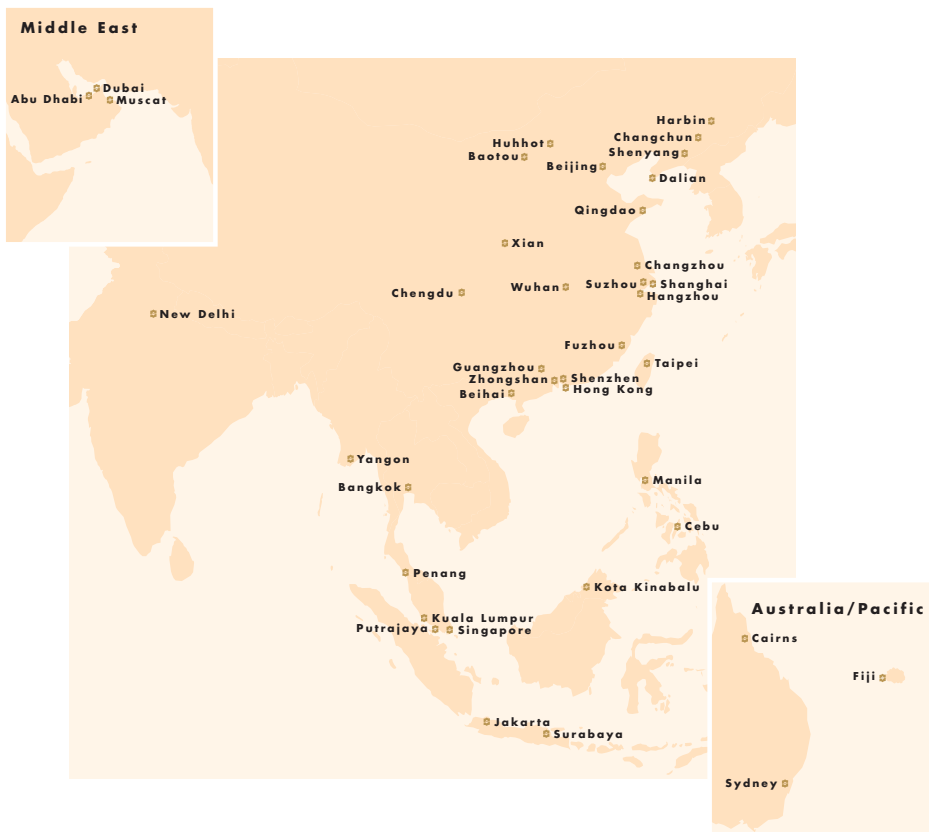 Middle East
Dubai
Abu Dhabi
Muscat
Harbin
Changchun
Huhhot
Shenyang
Baotou
Beijing
Dalian
Qingdao
Xian
Changzhou
Suzhou
Shanghai
Wuhan
Chengdu
Hangzhou
New Delhi
Fuzhou
Taipei
Guangzhou
Zhongshan
Shenzhen
Hong Kong
Beihai
Yangon
Manila
Bangkok
Cebu
Penang
Kota Kinabalu
Australia/Pacific
Kuala Lumpur
Putrajaya
Singapore
Cairns
Fiji
Jakarta
Surabaya
Sydney